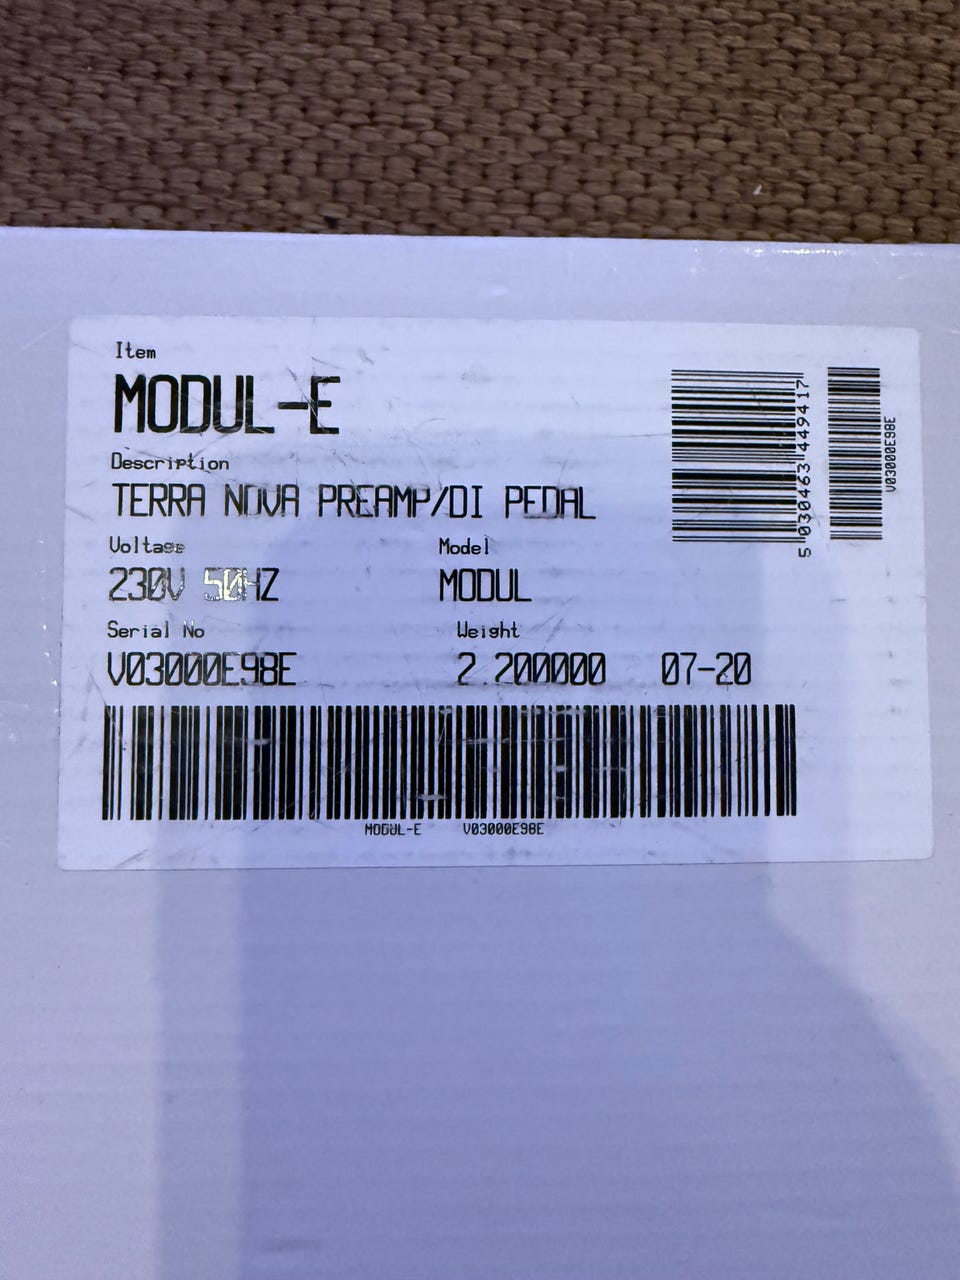 Item
MODUL-E
Description
TERRA NOVA PREAMP/DI PEDAL
Voltage
230V 50HZ
Model
MODUL
Serial No
V03000E98E
Weight
2.200000 07-20
MODUL-E V03000E98E
5 030463 449417
V03000E98E